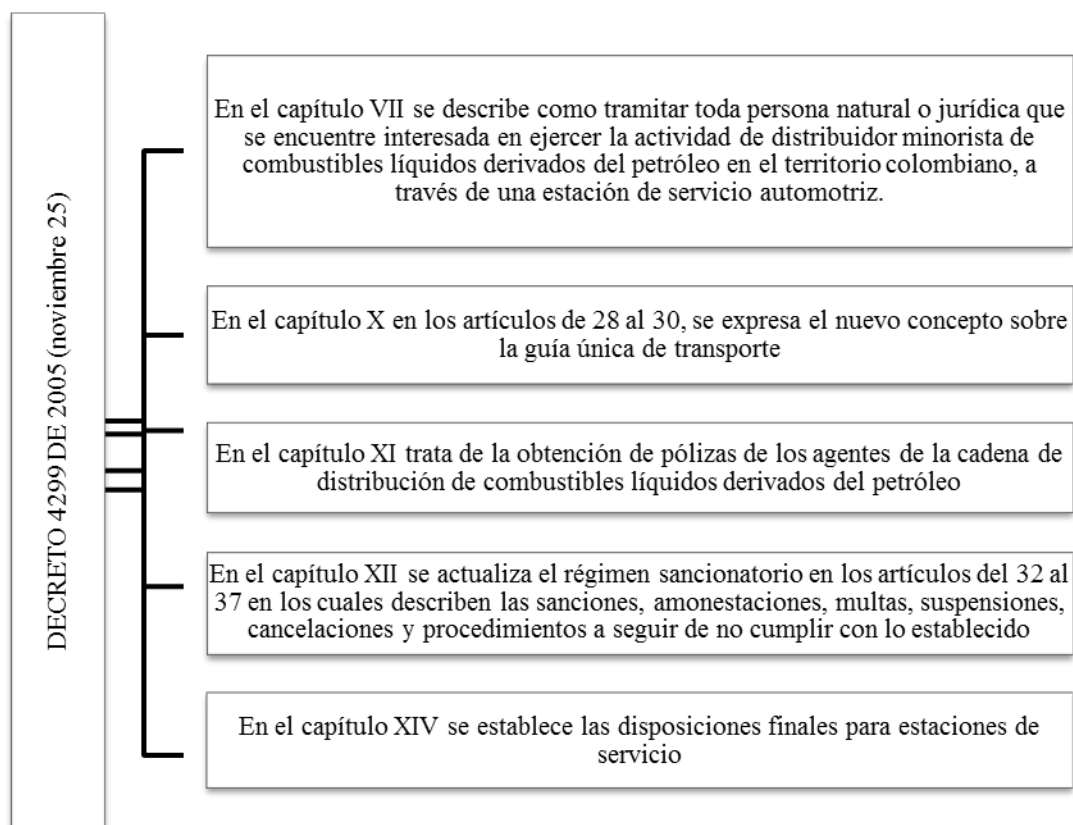 DECRETO 4299 DE 2005 (noviembre 25)
En el capítulo VII se describe como tramitar toda persona natural o jurídica que
se encuentre interesada en ejercer la actividad de distribuidor minorista de
combustibles líquidos derivados del petróleo en el territorio colombiano, a
través de una estación de servicio automotriz.
En el capítulo X en los artículos de 28 al 30, se expresa el nuevo concepto sobre
la guía única de transporte
En el capítulo XI trata de la obtención de pólizas de los agentes de la cadena de
distribución de combustibles líquidos derivados del petróleo
En el capítulo XII se actualiza el régimen sancionatorio en los artículos del 32 al
37 en los cuales describen las sanciones, amonestaciones, multas, suspensiones,
cancelaciones y procedimientos a seguir de no cumplir con lo establecido
En el capítulo XIV se establece las disposiciones finales para estaciones de
servicio